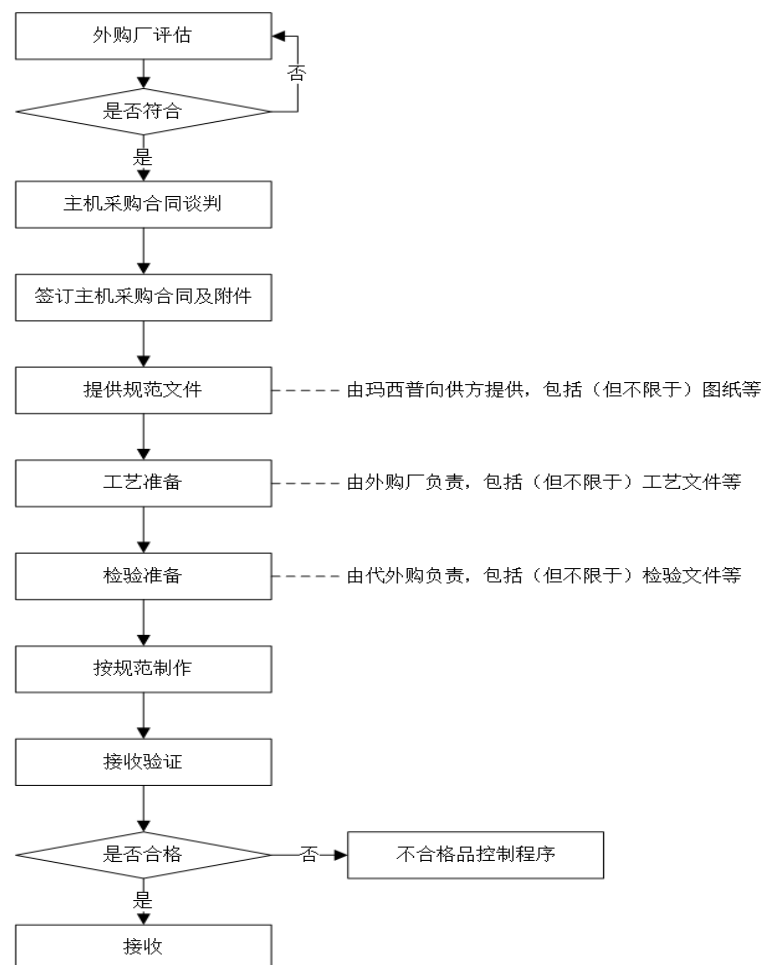 外购厂评估
否
是否符合
是
主机采购合同谈判
签订主机采购合同及附件
提供规范文件
由玛西普向供方提供，包括（但不限于）图纸等
工艺准备
由外购厂负责，包括（但不限于）工艺文件等
检验准备
由代外购负责，包括（但不限于）检验文件等
按规范制作
接收验证
是否合格
否
不合格品控制程序
是
接收